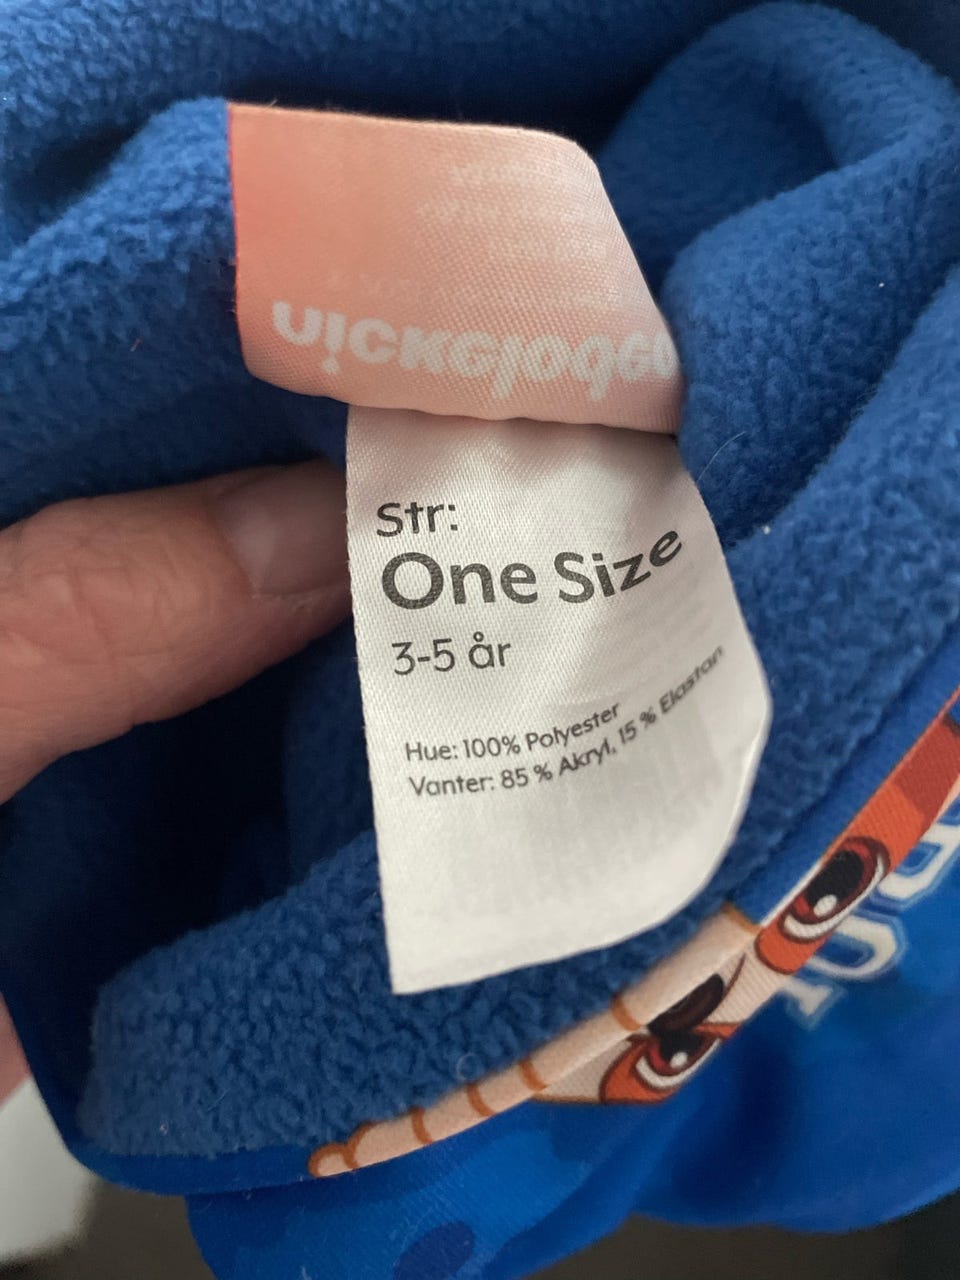 nickelodeon
Str:
One Size
3-5 år
Hue: 100% Polyester
Vanter: 85 % Akryl, 15 % Elastan